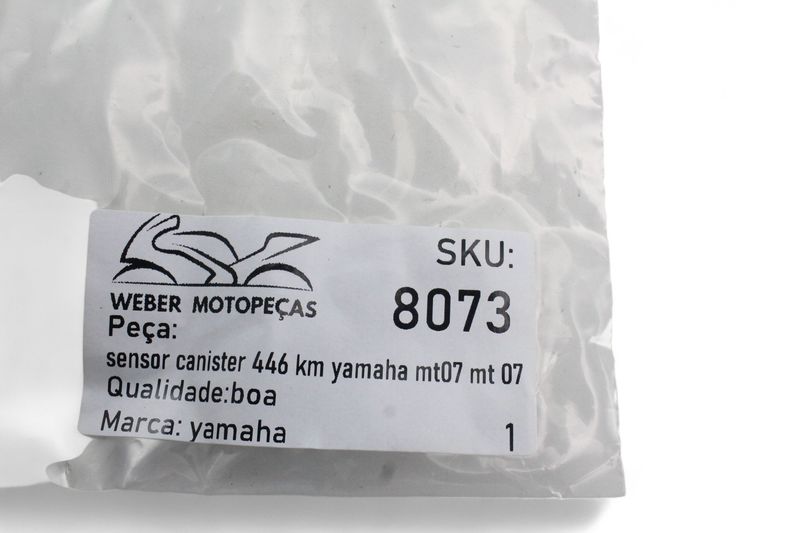 WEBER MOTOPEÇAS
SKU:
8073
Peça:
sensor canister 446 km yamaha mt07 mt 07
Qualidade:boa
Marca: yamaha
1